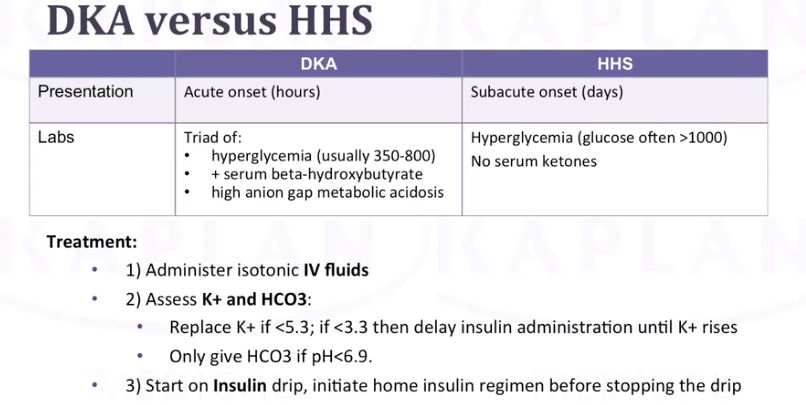 DKA versus HHS
DKA
HHS
Presentation
Acute onset (hours)
Subacute onset (days)
Labs
Triad of:
• hyperglycemia (usually 350-800)
• + serum beta-hydroxybutyrate
• high anion gap metabolic acidosis
Hyperglycemia (glucose often >1000)
No serum ketones
Treatment:
• 1) Administer isotonic IV fluids
• 2) Assess K+ and HCO3:
• Replace K+ if <5.3; if <3.3 then delay insulin administration until K+ rises
• Only give HCO3 if pH<6.9.
• 3) Start on Insulin drip, initiate home insulin regimen before stopping the drip
KAPLAN
KAPLAN